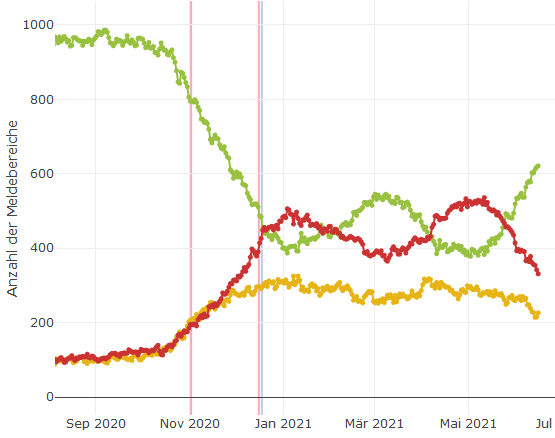 Anzahl der Meldebereiche
1000
800
600
400
200
0
Sep 2020
Nov 2020
Jan 2021
Mär 2021
Mai 2021
Jul